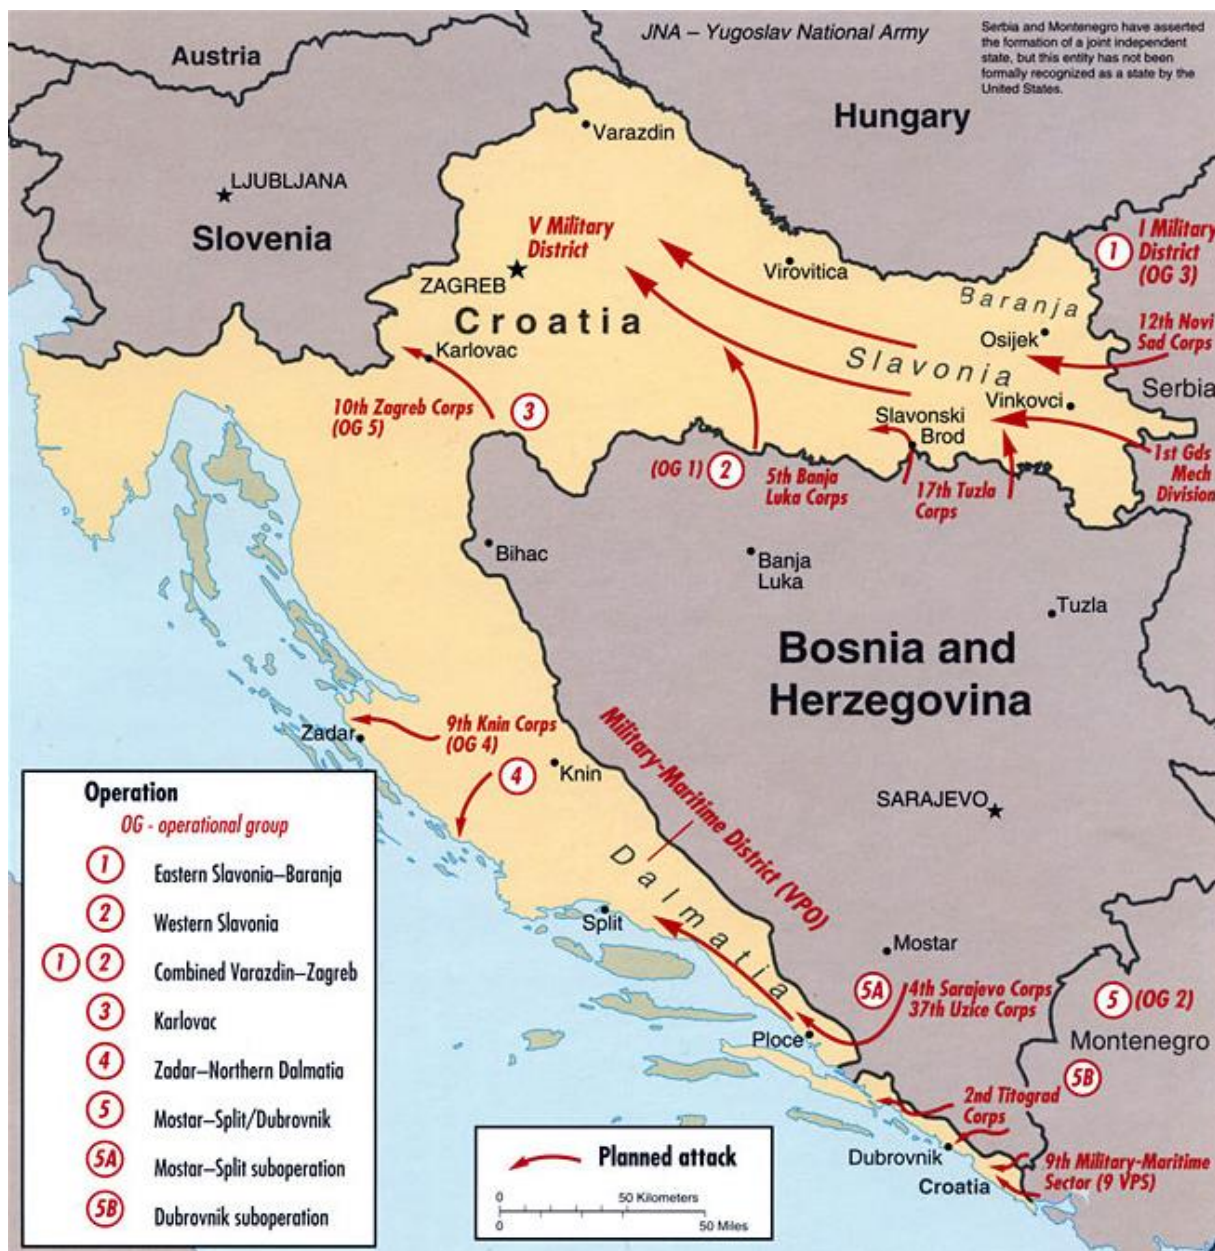 JNA – Yugoslav National Army
Serbia and Montenegro have asserted
the formation of a joint independent
state, but this entity has not been
formally recognized as a state by the
United States.
Austria
Hungary
Varazdin
LJUBLJANA
Slovenia
V Military
District
ZAGREB
Croatia
Virovitica
1
I Military
District
(OG 3)
Baranja
Osijek
12th Novi
Sad Corps
Karlovac
Slavonia
Serbia
Vinkovci
10th Zagreb Corps
(OG 5)
3
Slavonski
Brod
(OG 1)
2
5th Banja
Luka Corps
17th Tuzla
Corps
1st Gds
Mech
Division
Bihac
Banja
Luka
Tuzla
Bosnia and
Herzegovina
Zadar
9th Knin Corps
(OG 4)
4
Knin
Military-Maritime District (VPO)
SARAJEVO
Dalmatia
Split
Mostar
5A
4th Sarajevo Corps
37th Uzice Corps
5
(OG 2)
Ploce
Montenegro
5B
2nd Titograd
Corps
Dubrovnik
Croatia
9th Military-Maritime
Sector (9 VPS)
Operation
OG - operational group
1 Eastern Slavonia–Baranja
2 Western Slavonia
1 2 Combined Varazdin–Zagreb
3 Karlovac
4 Zadar–Northern Dalmatia
5 Mostar–Split/Dubrovnik
5A Mostar–Split suboperation
5B Dubrovnik suboperation
Planned attack
0 50 Kilometers
0 50 Miles